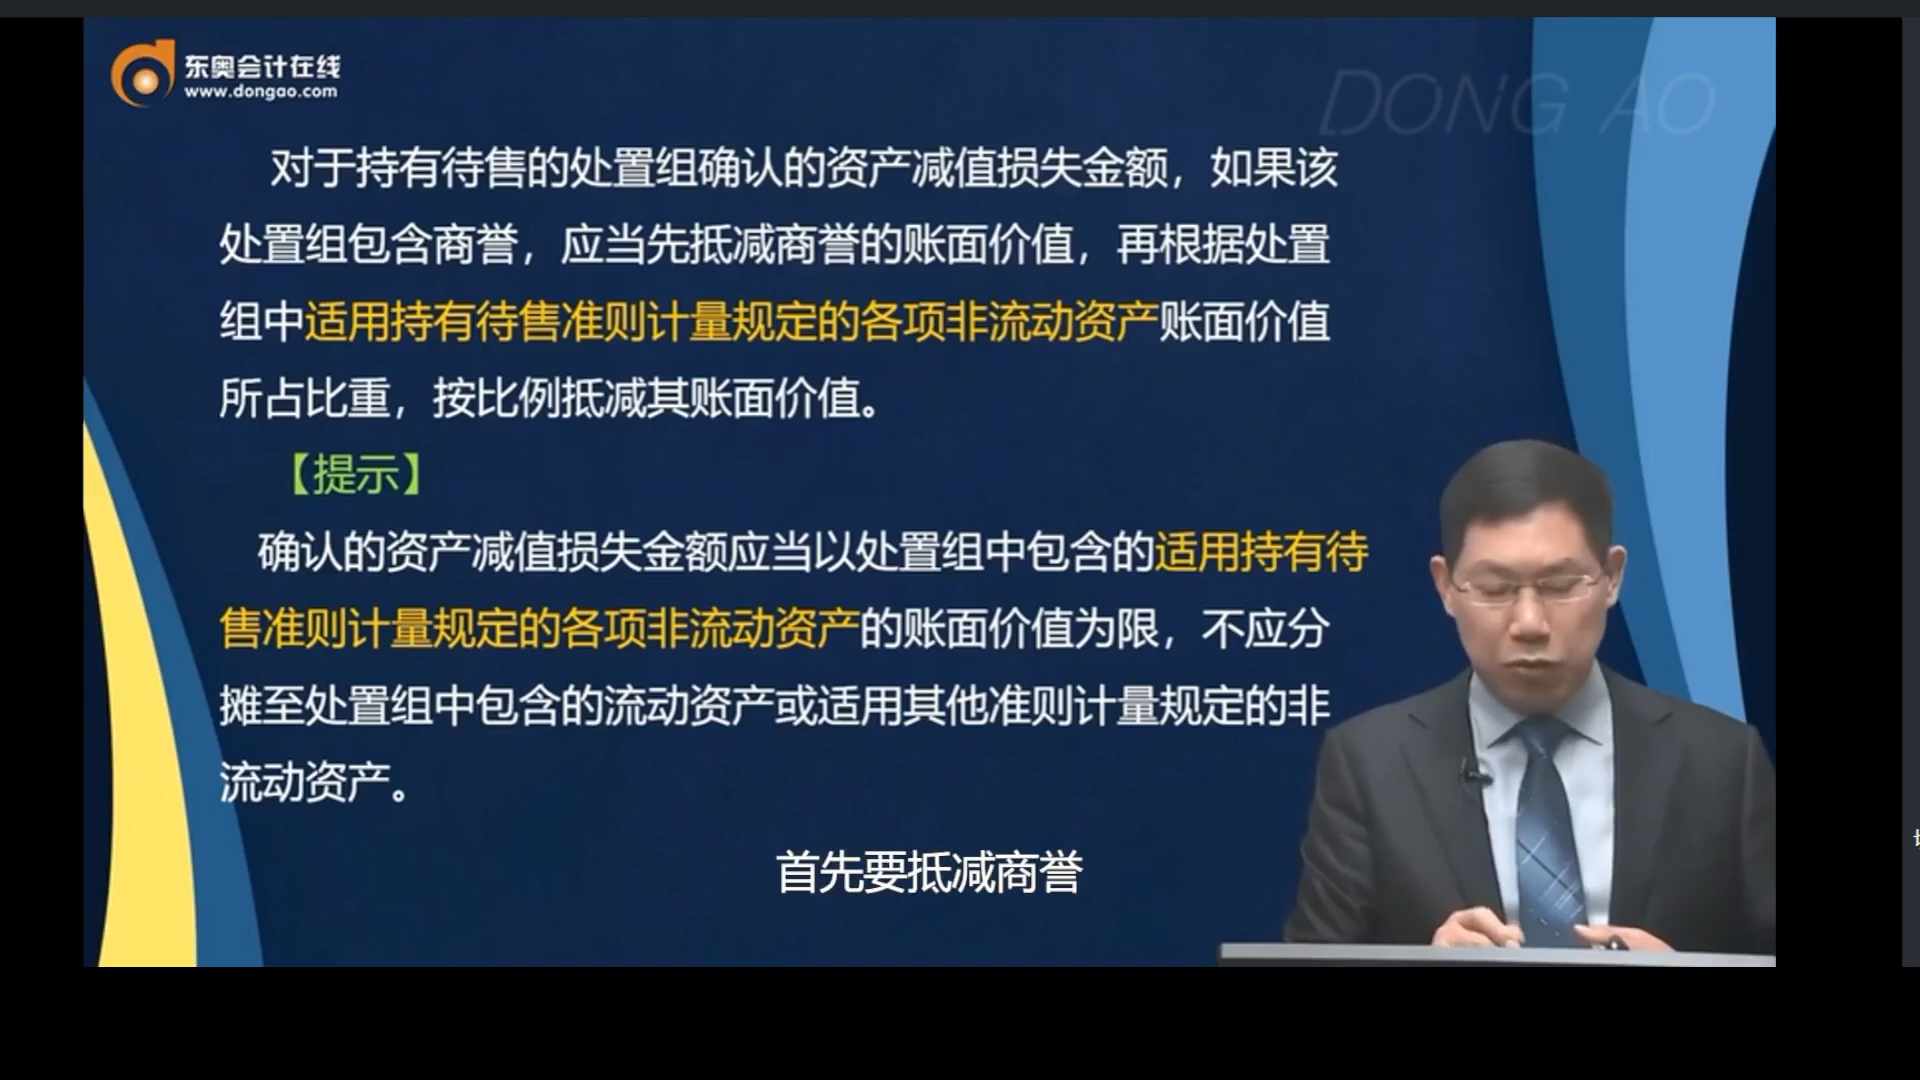 东奥会计在线
www.dongao.com
DONG AO
对于持有待售的处置组确认的资产减值损失金额，如果该
处置组包含商誉，应当先抵减商誉的账面价值，再根据处置
组中适用持有待售准则计量规定的各项非流动资产账面价值
所占比重，按比例抵减其账面价值。
【提示】
确认的资产减值损失金额应当以处置组中包含的适用持有待
售准则计量规定的各项非流动资产的账面价值为限，不应分
摊至处置组中包含的流动资产或适用其他准则计量规定的非
流动资产。
首先要抵减商誉